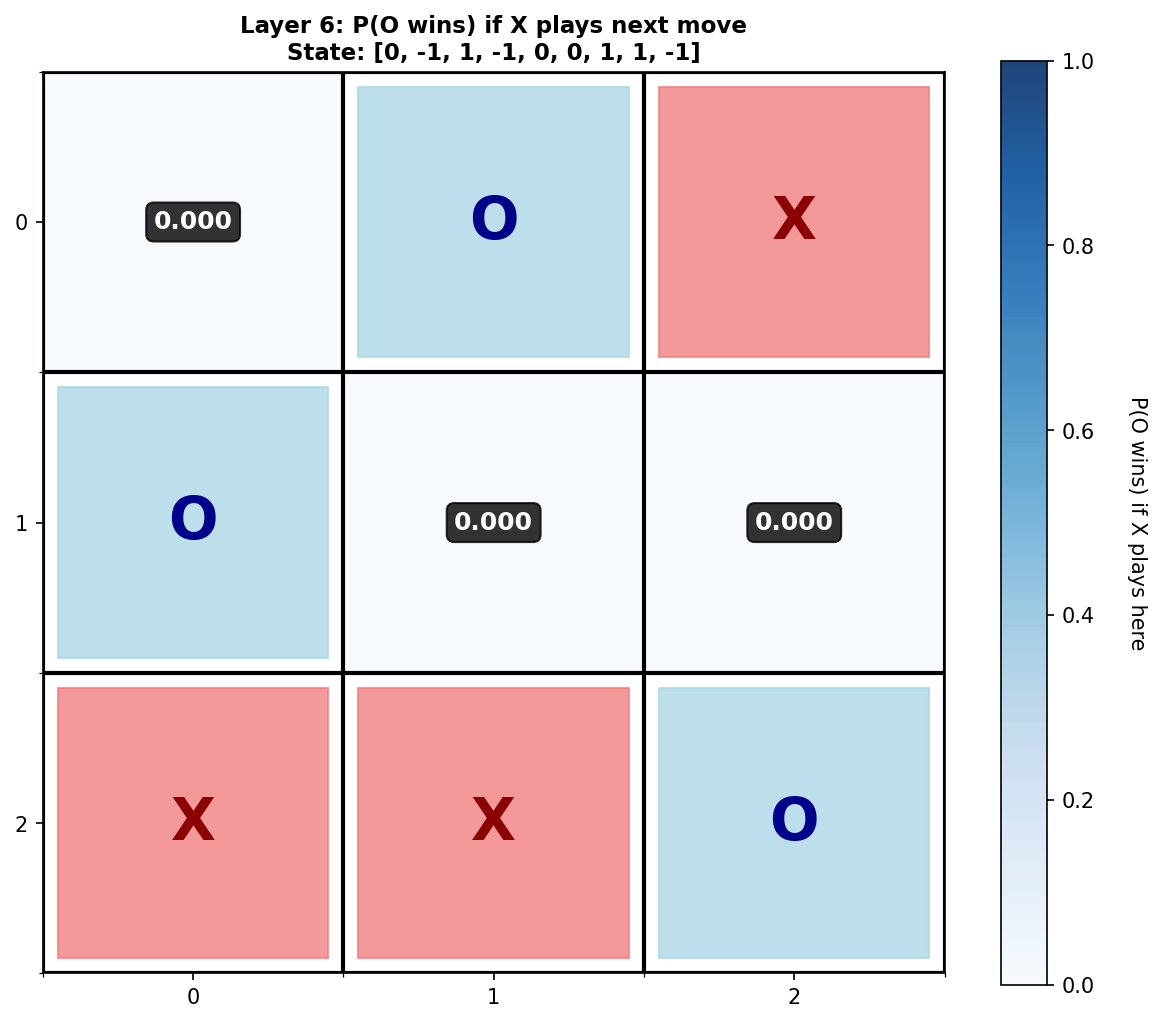 Layer 6: P(O wins) if X plays next move
State: [0, -1, 1, -1, 0, 0, 1, 1, -1]
0
0.000
O
X
1
O
0.000
0.000
2
X
X
O
0
1
2
1.0
0.8
0.6
0.4
0.2
0.0
P(O wins) if X plays here